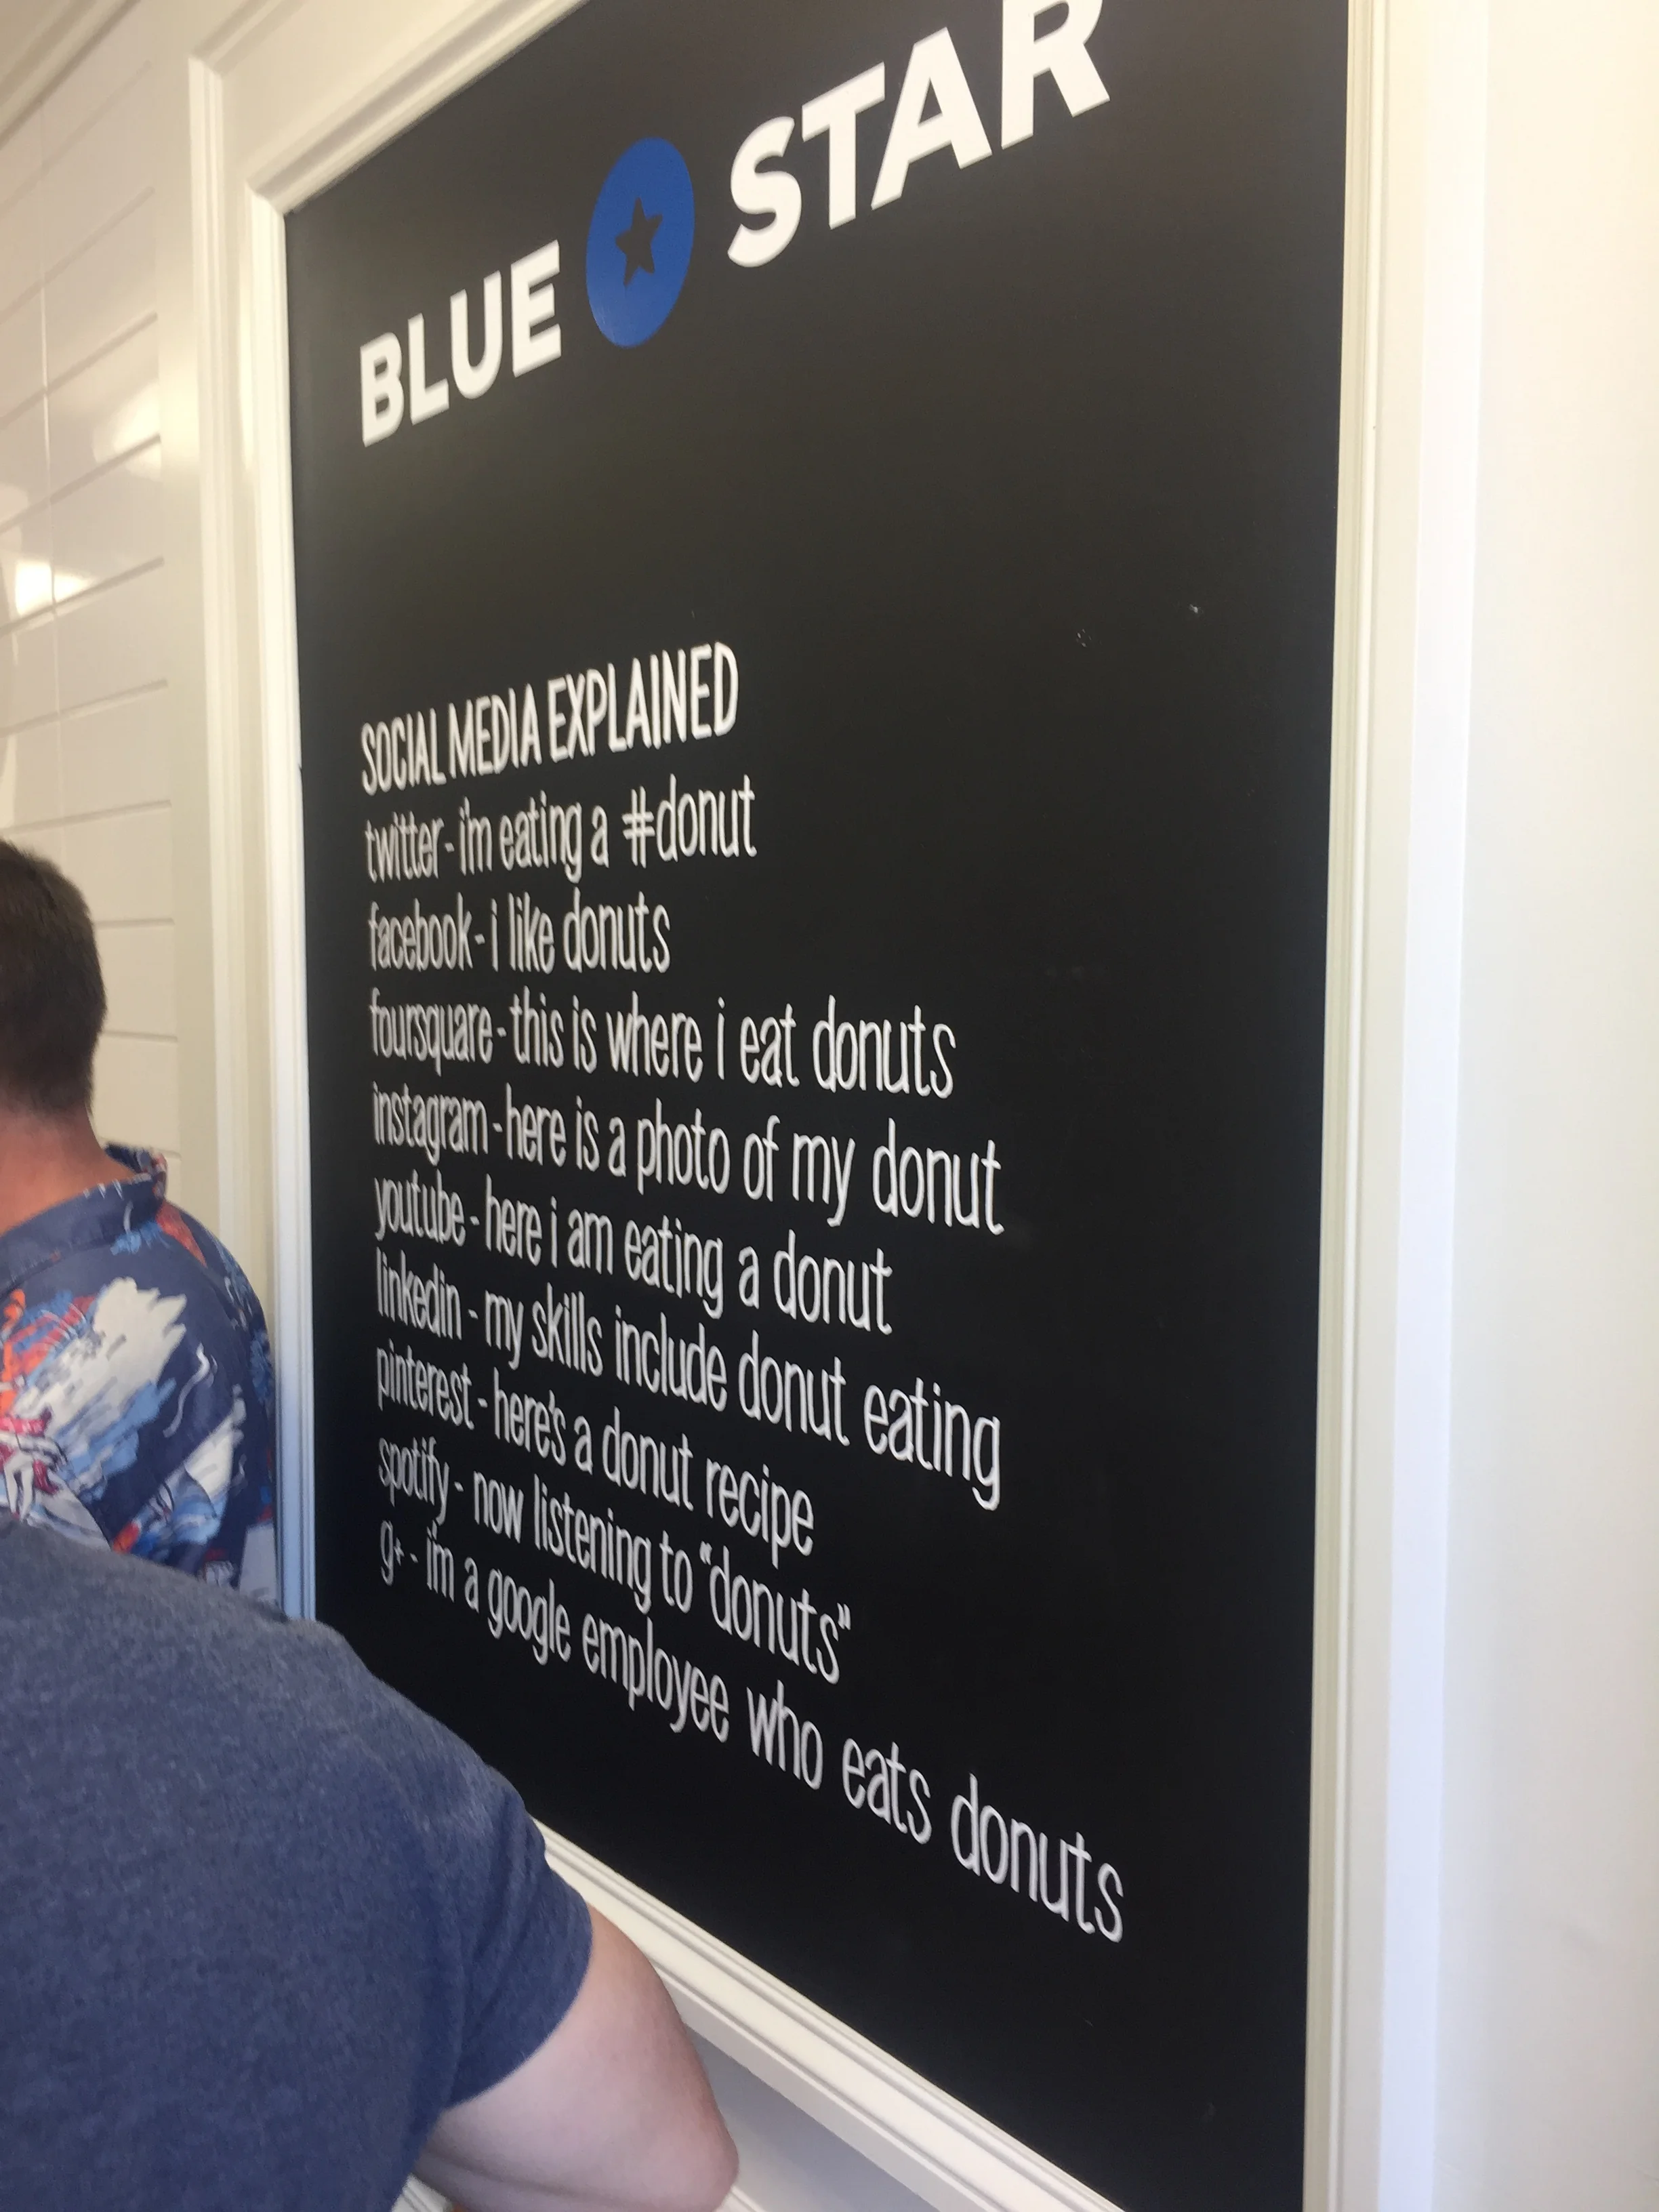 BLUE STAR
SOCIAL MEDIA EXPLAINED
twitter - i'm eating a #donut
facebook - i like donuts
foursquare - this is where i eat donuts
instagram - here is a photo of my donut
youtube - here i am eating a donut
linkedin - my skills include donut eating
pinterest - here's a donut recipe
spotify - now listening to "donuts"
g+ - i'm a google employee who eats donuts